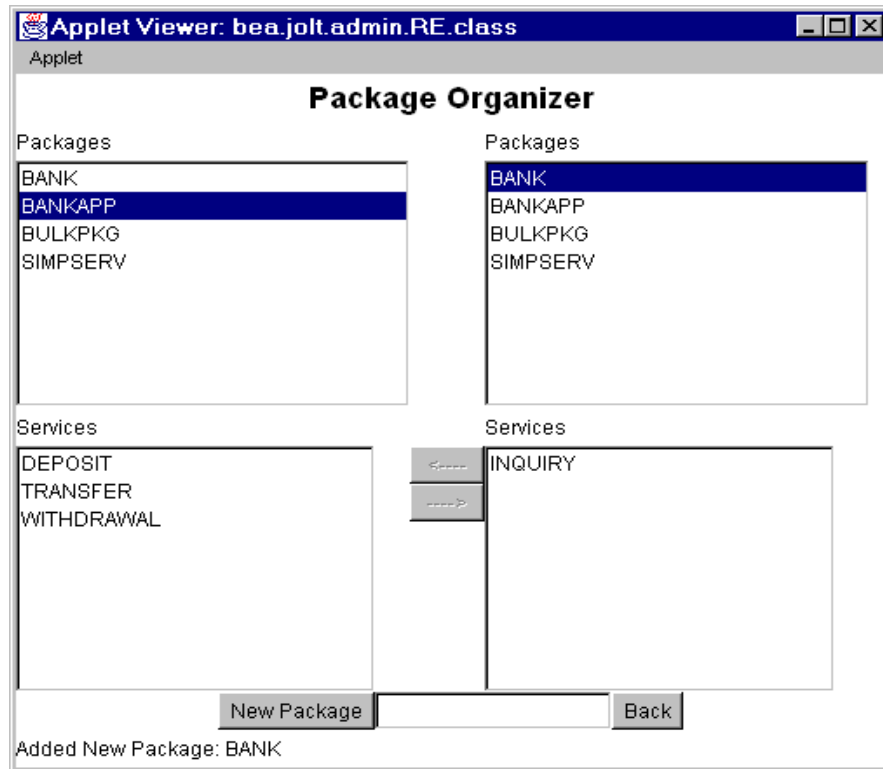 Applet Viewer: bea.jolt.admin.RE.class
Applet
Package Organizer
Packages
BANK
BANKAPP
BULKPKG
SIMPSERV
Packages
BANK
BANKAPP
BULKPKG
SIMPSERV
Services
DEPOSIT
TRANSFER
WITHDRAWAL
<----
---->
Services
INQUIRY
New Package
Back
Added New Package: BANK